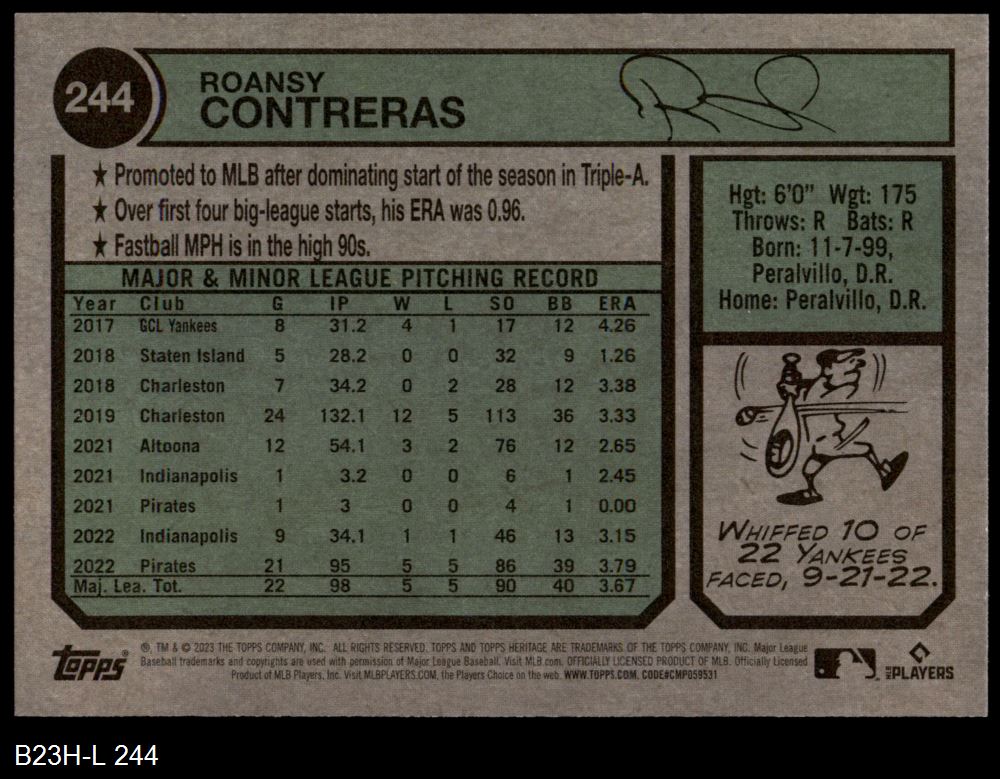 244
ROANSY
CONTRERAS
★ Promoted to MLB after dominating start of the season in Triple-A.
★ Over first four big-league starts, his ERA was 0.96.
★ Fastball MPH is in the high 90s.
MAJOR & MINOR LEAGUE PITCHING RECORD
Year Club G IP W L SO BB ERA
2017 GCL Yankees 8 31.2 4 1 17 12 4.26
2018 Staten Island 5 28.2 0 0 32 9 1.26
2018 Charleston 7 34.2 0 2 28 12 3.38
2019 Charleston 24 132.1 12 5 113 36 3.33
2021 Altoona 12 54.1 3 2 76 12 2.65
2021 Indianapolis 1 3.2 0 0 6 1 2.45
2021 Pirates 1 3 0 0 4 1 0.00
2022 Indianapolis 9 34.1 1 1 46 13 3.15
2022 Pirates 21 95 5 5 86 39 3.79
Maj. Lea. Tot. 22 98 5 5 90 40 3.67
Hgt: 6'0" Wgt: 175
Throws: R Bats: R
Born: 11-7-99,
Peralvillo, D.R.
Home: Peralvillo, D.R.
WHIFFED 10 OF
22 YANKEES
FACED, 9-21-22.
Topps®
®, TM & © 2023 THE TOPPS COMPANY, INC. ALL RIGHTS RESERVED. TOPPS AND TOPPS HERITAGE ARE TRADEMARKS OF THE TOPPS COMPANY, INC. Major League
Baseball trademarks and copyrights are used with permission of Major League Baseball. Visit MLB.com. OFFICIALLY LICENSED PRODUCT OF MLB. Officially Licensed
Product of MLB Players, Inc. Visit MLBPLAYERS.COM, the Players Choice on the web. WWW.TOPPS.COM. CODE#CMP059531
PLAYERS
B23H-L 244